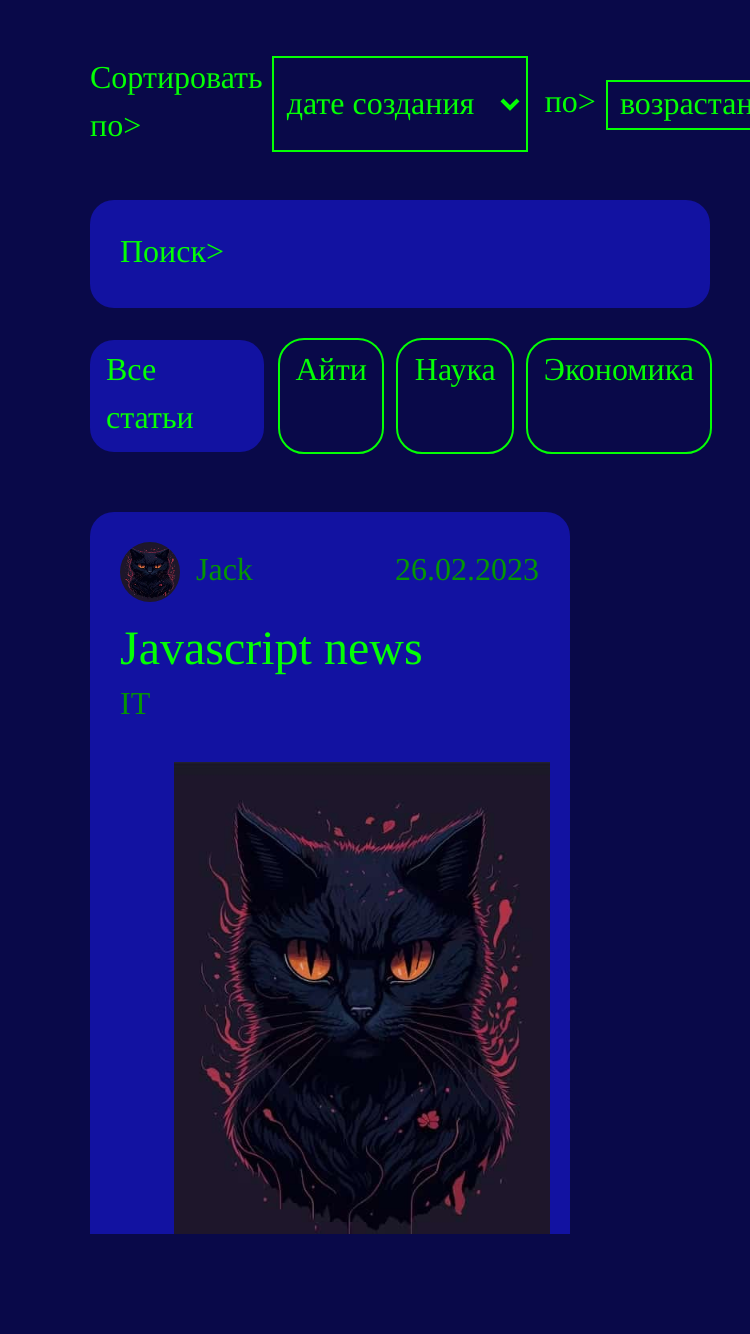 Сортировать
по>
дате создания
по>
возрастан
Поиск>
Все
статьи
Айти
Наука
Экономика
Jack
26.02.2023
Javascript news
IT